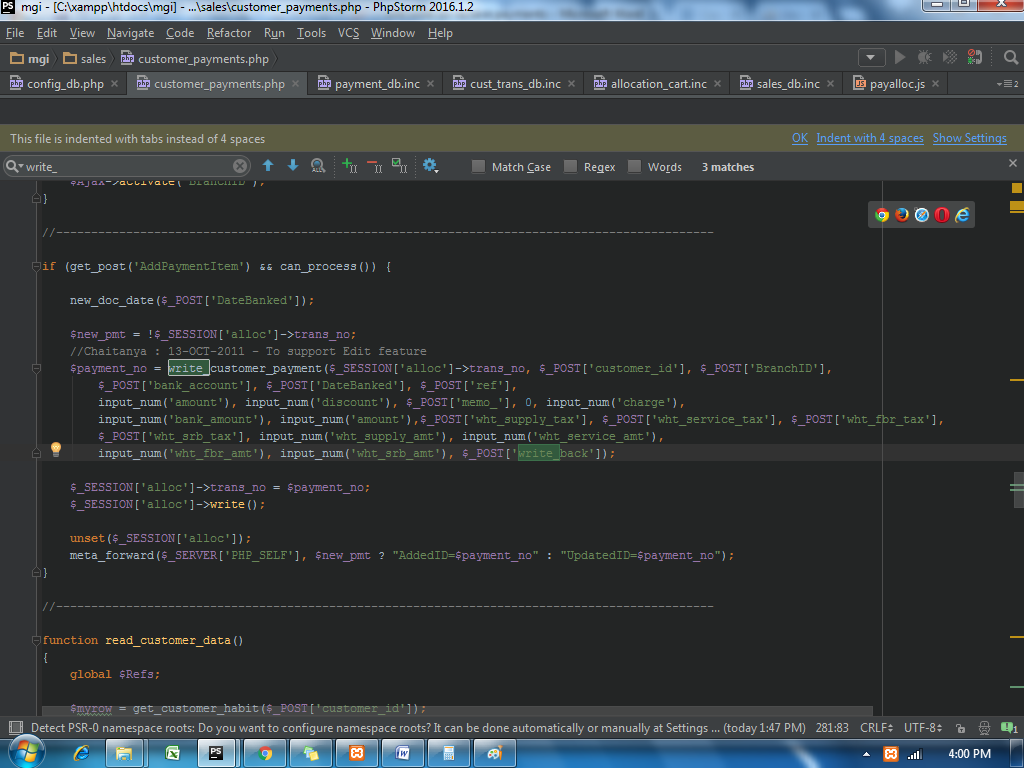 mgi - [C:\xampp\htdocs\mgi] - ...\sales\customer_payments.php - PhpStorm 2016.1.2
File Edit View Navigate Code Refactor Run Tools VCS Window Help
mgi sales customer_payments.php
config_db.php customer_payments.php payment_db.inc cust_trans_db.inc allocation_cart.inc sales_db.inc payalloc.js 2
This file is indented with tabs instead of 4 spaces OK Indent with 4 spaces Show Settings
write_ Match Case Regex Words 3 matches
$Ajax->activate('BranchID');
}
//----------------------------------------------------------------------------------------------
if (get_post('AddPaymentItem') && can_process()) {
new_doc_date($_POST['DateBanked']);
$new_pmt = !$_SESSION['alloc']->trans_no;
//Chaitanya : 13-OCT-2011 - To support Edit feature
$payment_no = write_customer_payment($_SESSION['alloc']->trans_no, $_POST['customer_id'], $_POST['BranchID'],
$_POST['bank_account'], $_POST['DateBanked'], $_POST['ref'],
input_num('amount'), input_num('discount'), $_POST['memo_'], 0, input_num('charge'),
input_num('bank_amount'), input_num('amount'),$_POST['wht_supply_tax'], $_POST['wht_service_tax'], $_POST['wht_fbr_tax'],
$_POST['wht_srb_tax'], input_num('wht_supply_amt'), input_num('wht_service_amt'),
input_num('wht_fbr_amt'), input_num('wht_srb_amt'), $_POST['write_back']);
$_SESSION['alloc']->trans_no = $payment_no;
$_SESSION['alloc']->write();
unset($_SESSION['alloc']);
meta_forward($_SERVER['PHP_SELF'], $new_pmt ? "AddedID=$payment_no" : "UpdatedID=$payment_no");
}
//----------------------------------------------------------------------------------------------
function read_customer_data()
{
global $Refs;
$myrow = get_customer_habit($_POST['customer_id']);
Detect PSR-0 namespace roots: Do you want to configure namespace roots? It can be done automatically or manually at Settings ... (today 1:47 PM) 281:83 CRLF UTF-8 1
4:00 PM